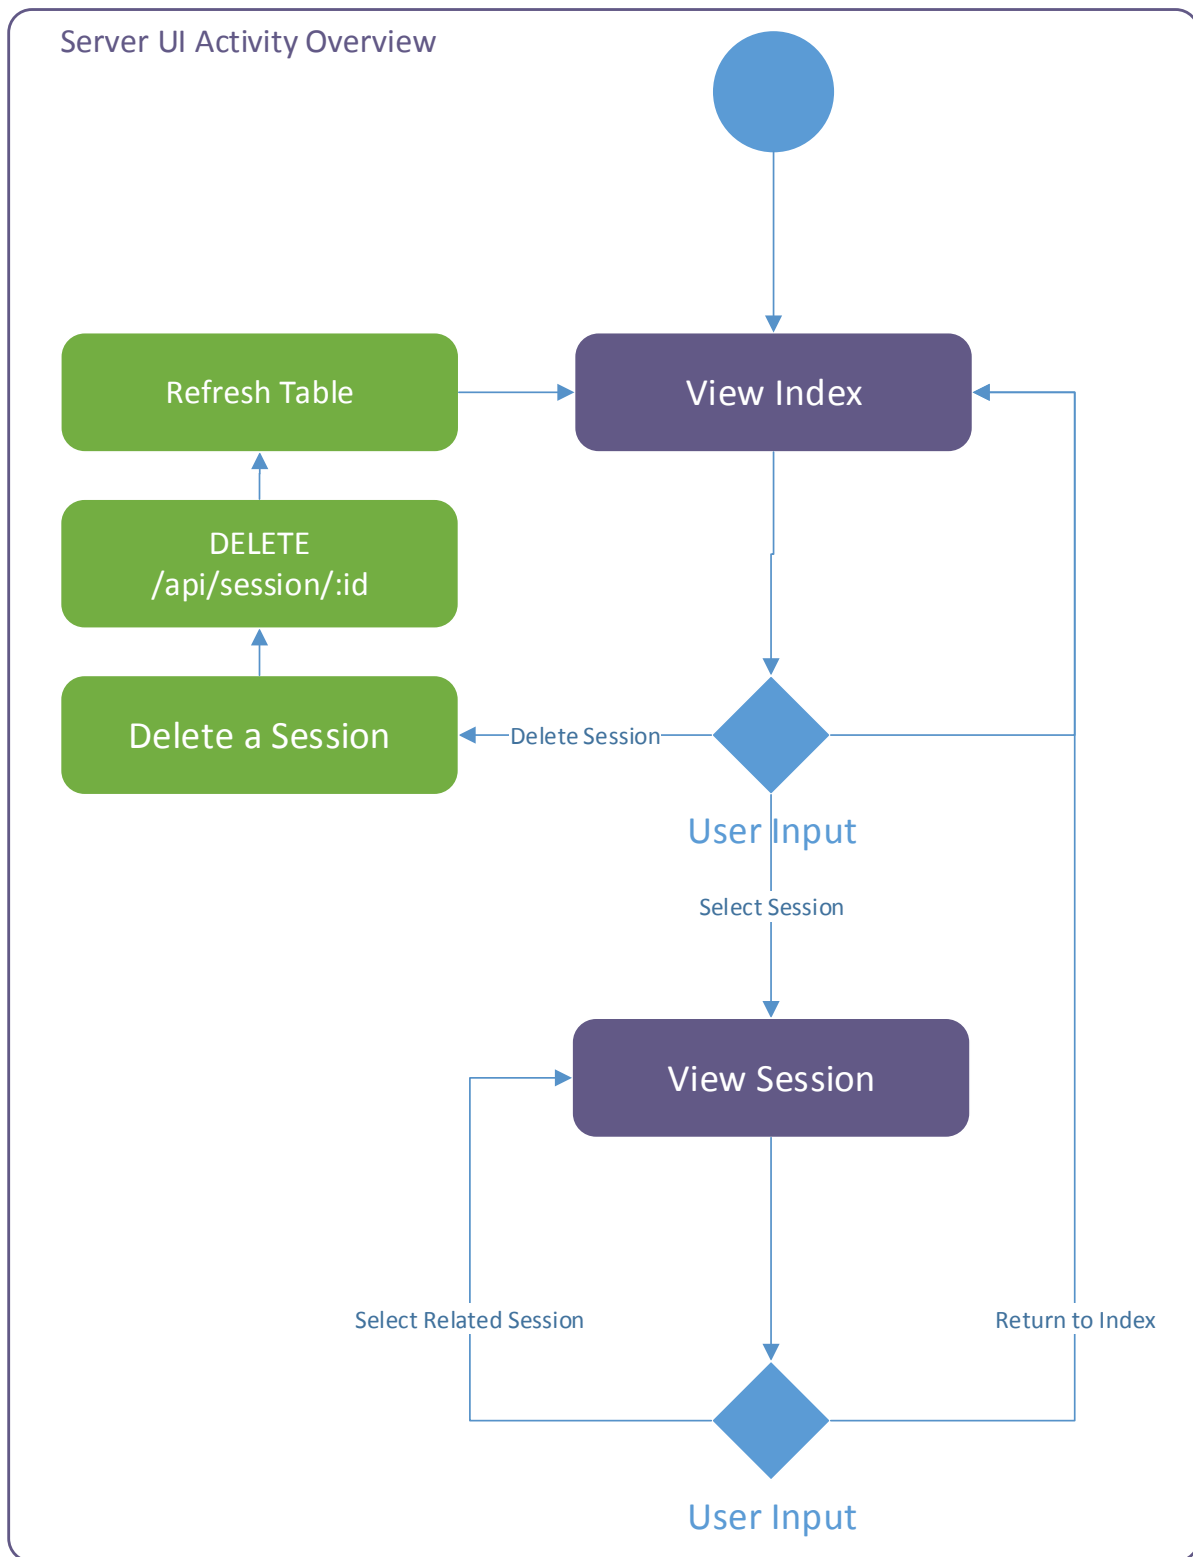 Server UI Activity Overview
Refresh Table
View Index
DELETE
/api/session/:id
Delete a Session
Delete Session
User Input
Select Session
View Session
Select Related Session
Return to Index
User Input